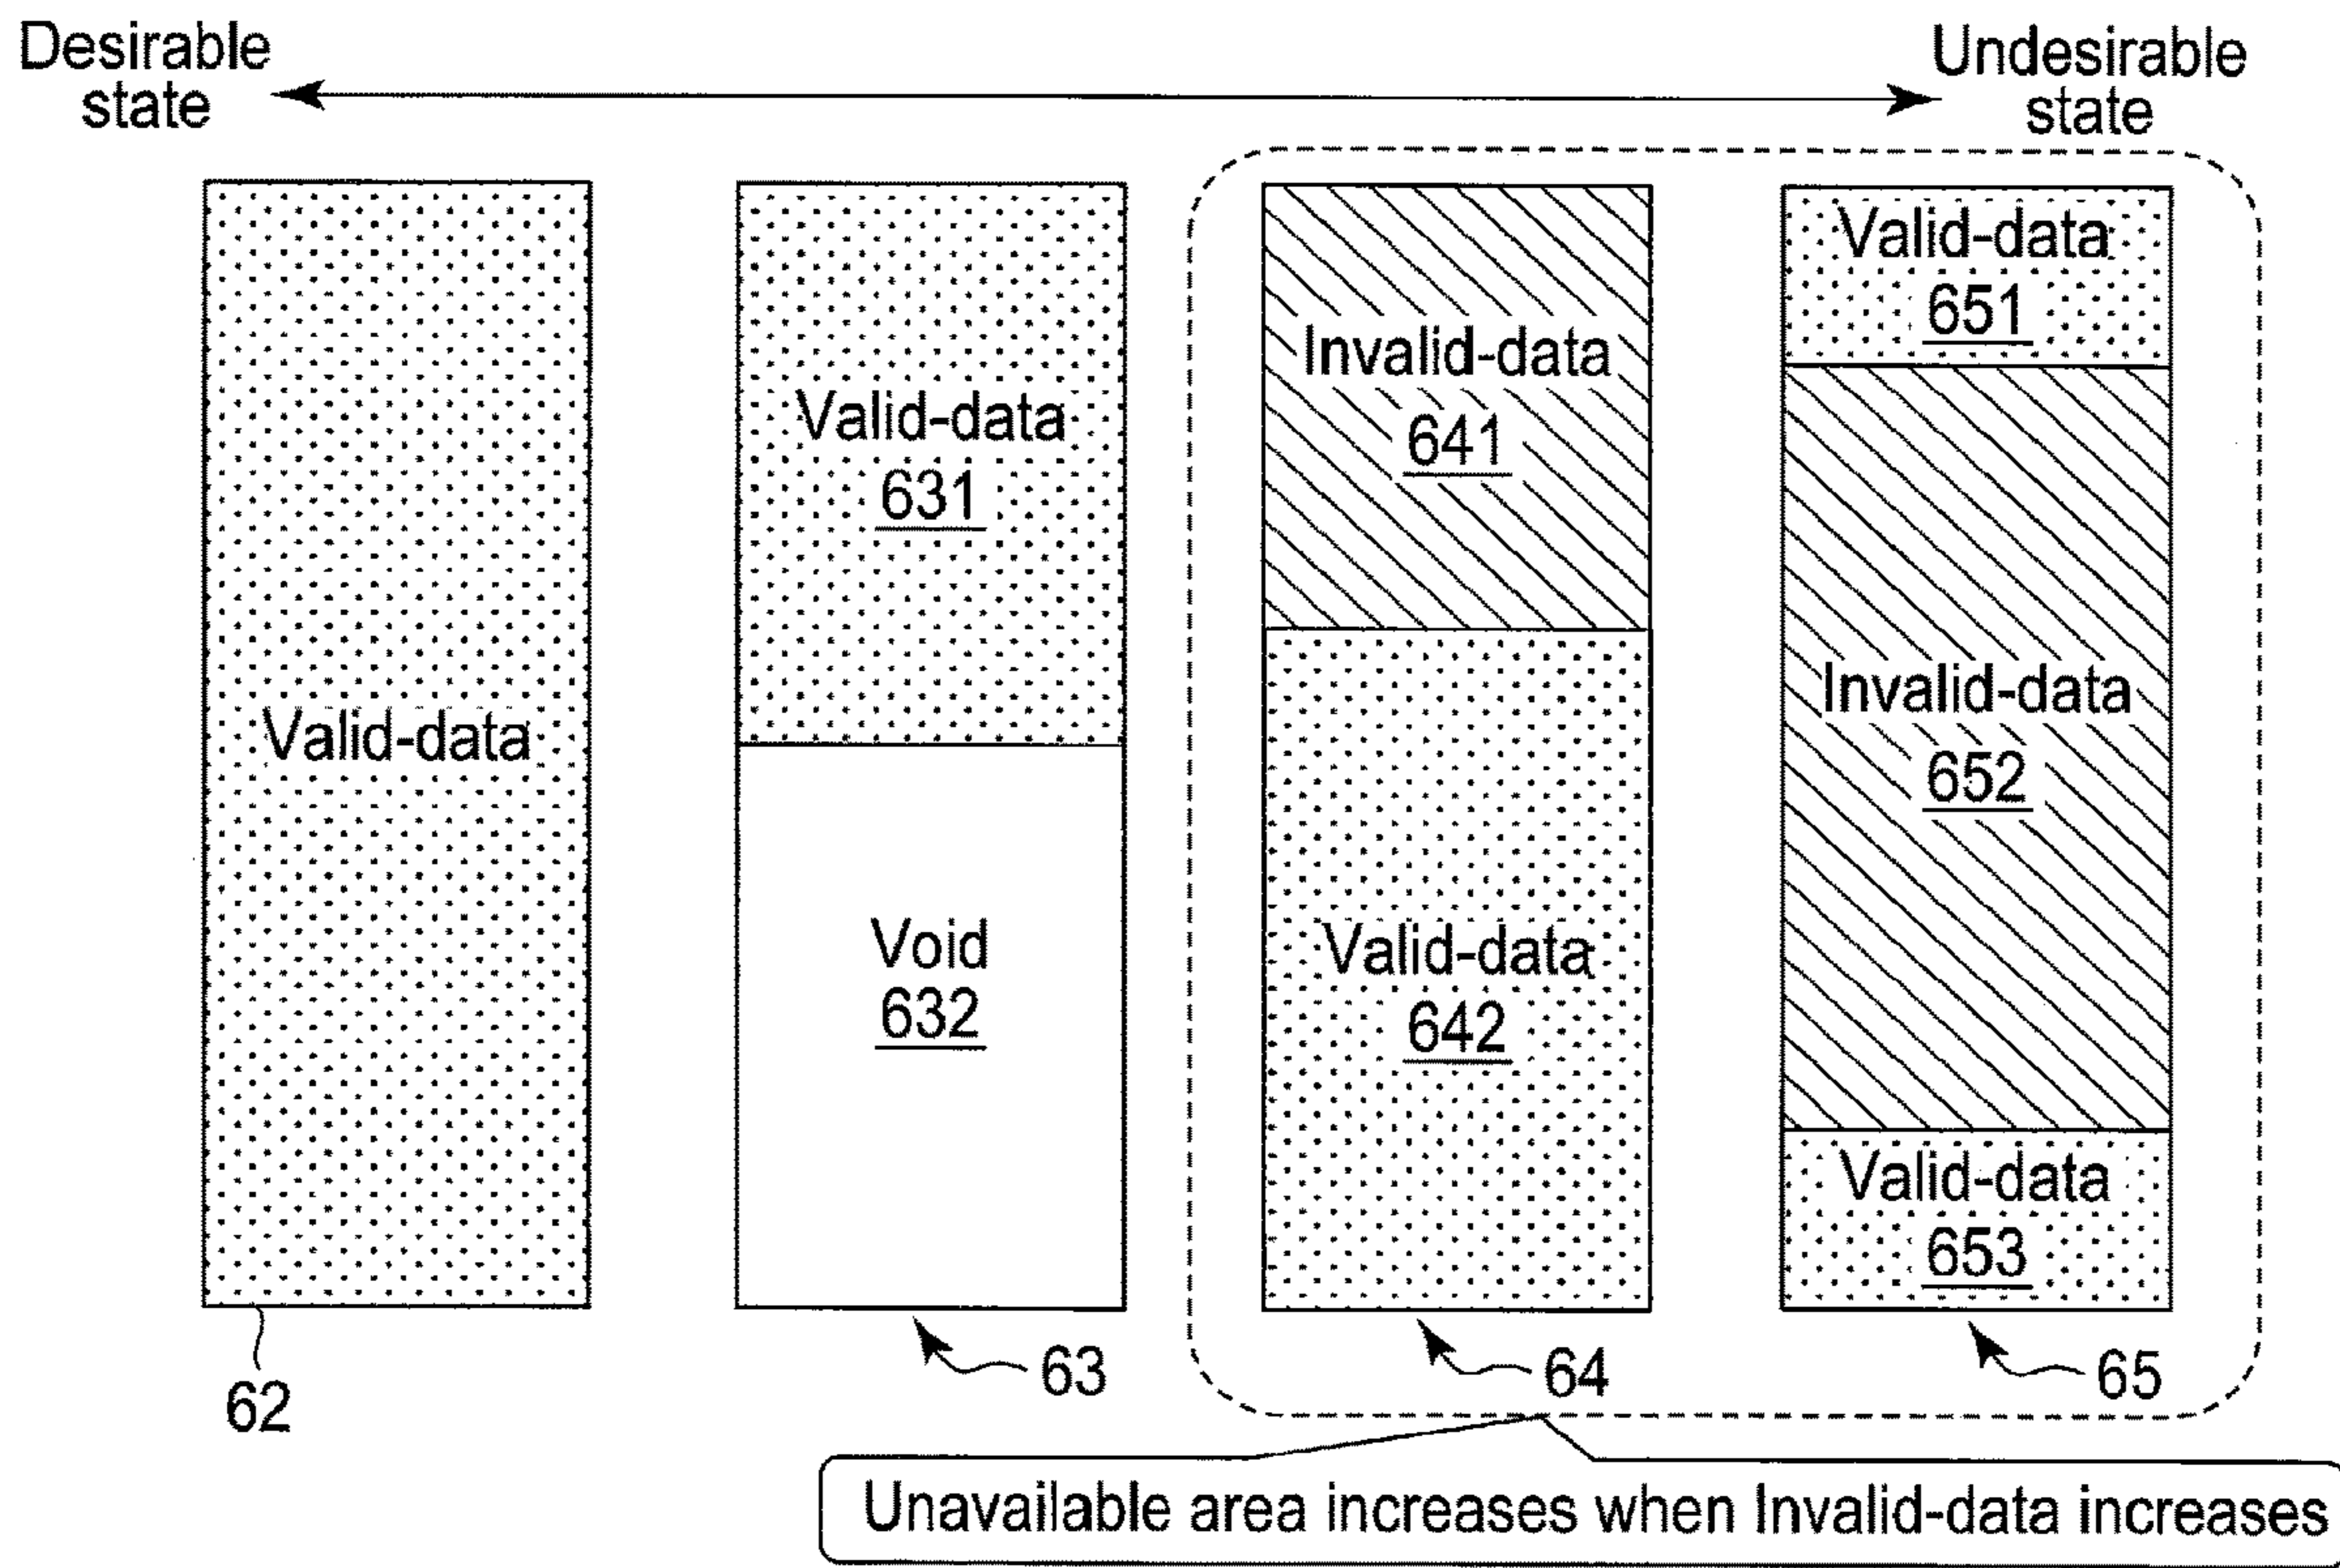 Desirable
state
Undesirable
state
Valid-data
62
Valid-data
631
Void
632
63
Invalid-data
641
Valid-data
642
64
Valid-data
651
Invalid-data
652
Valid-data
653
65
Unavailable area increases when Invalid-data increases